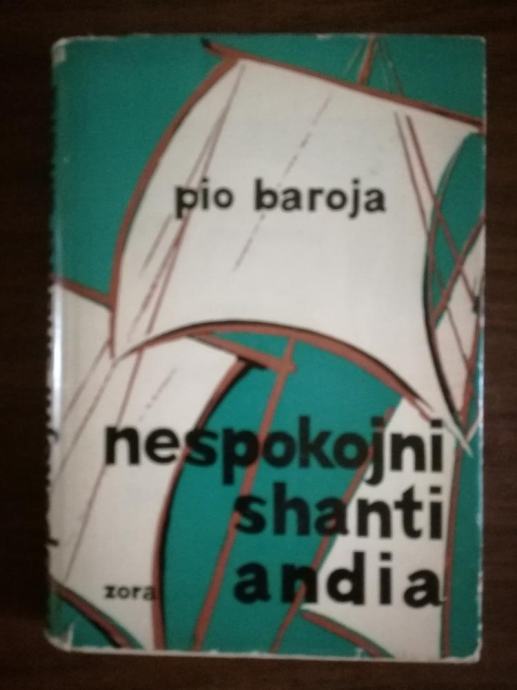 pio baroja
nespokojni
shanti
andia
zora